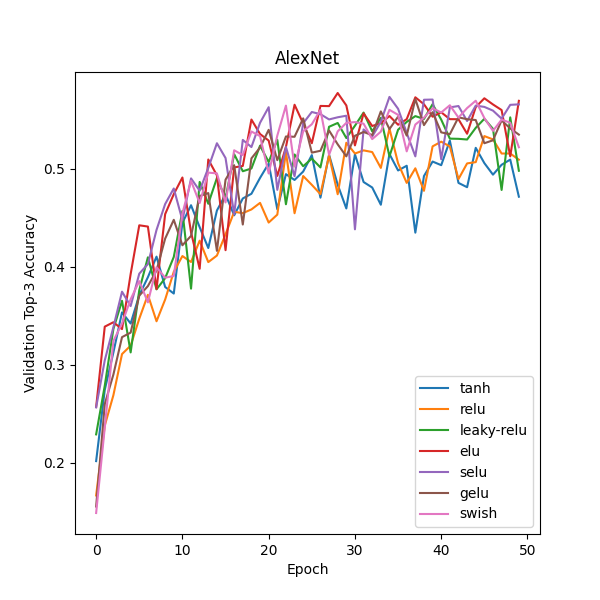 AlexNet
Validation Top-3 Accuracy
0.5
0.4
0.3
0.2
0 10 20 30 40 50
Epoch
tanh
relu
leaky-relu
elu
selu
gelu
swish